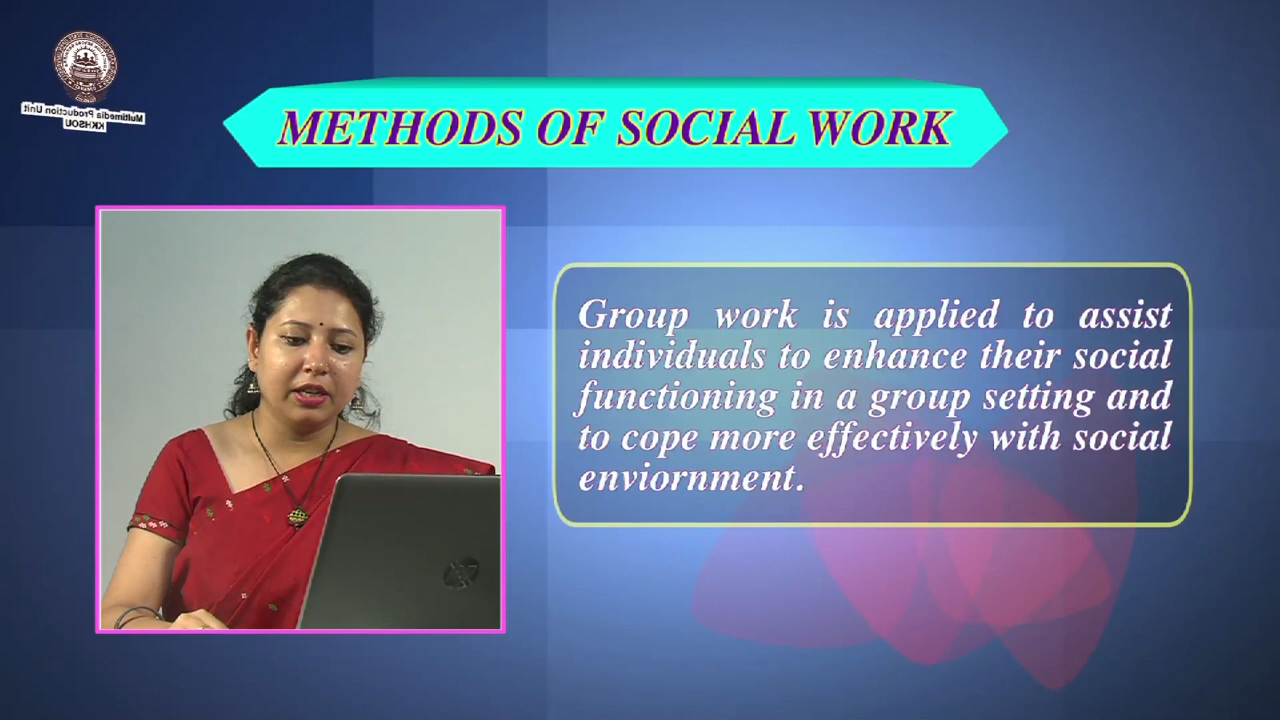 Multimedia Production Unit
KKHSOU
METHODS OF SOCIAL WORK
Group work is applied to assist
individuals to enhance their social
functioning in a group setting and
to cope more effectively with social
enviornment.
hp